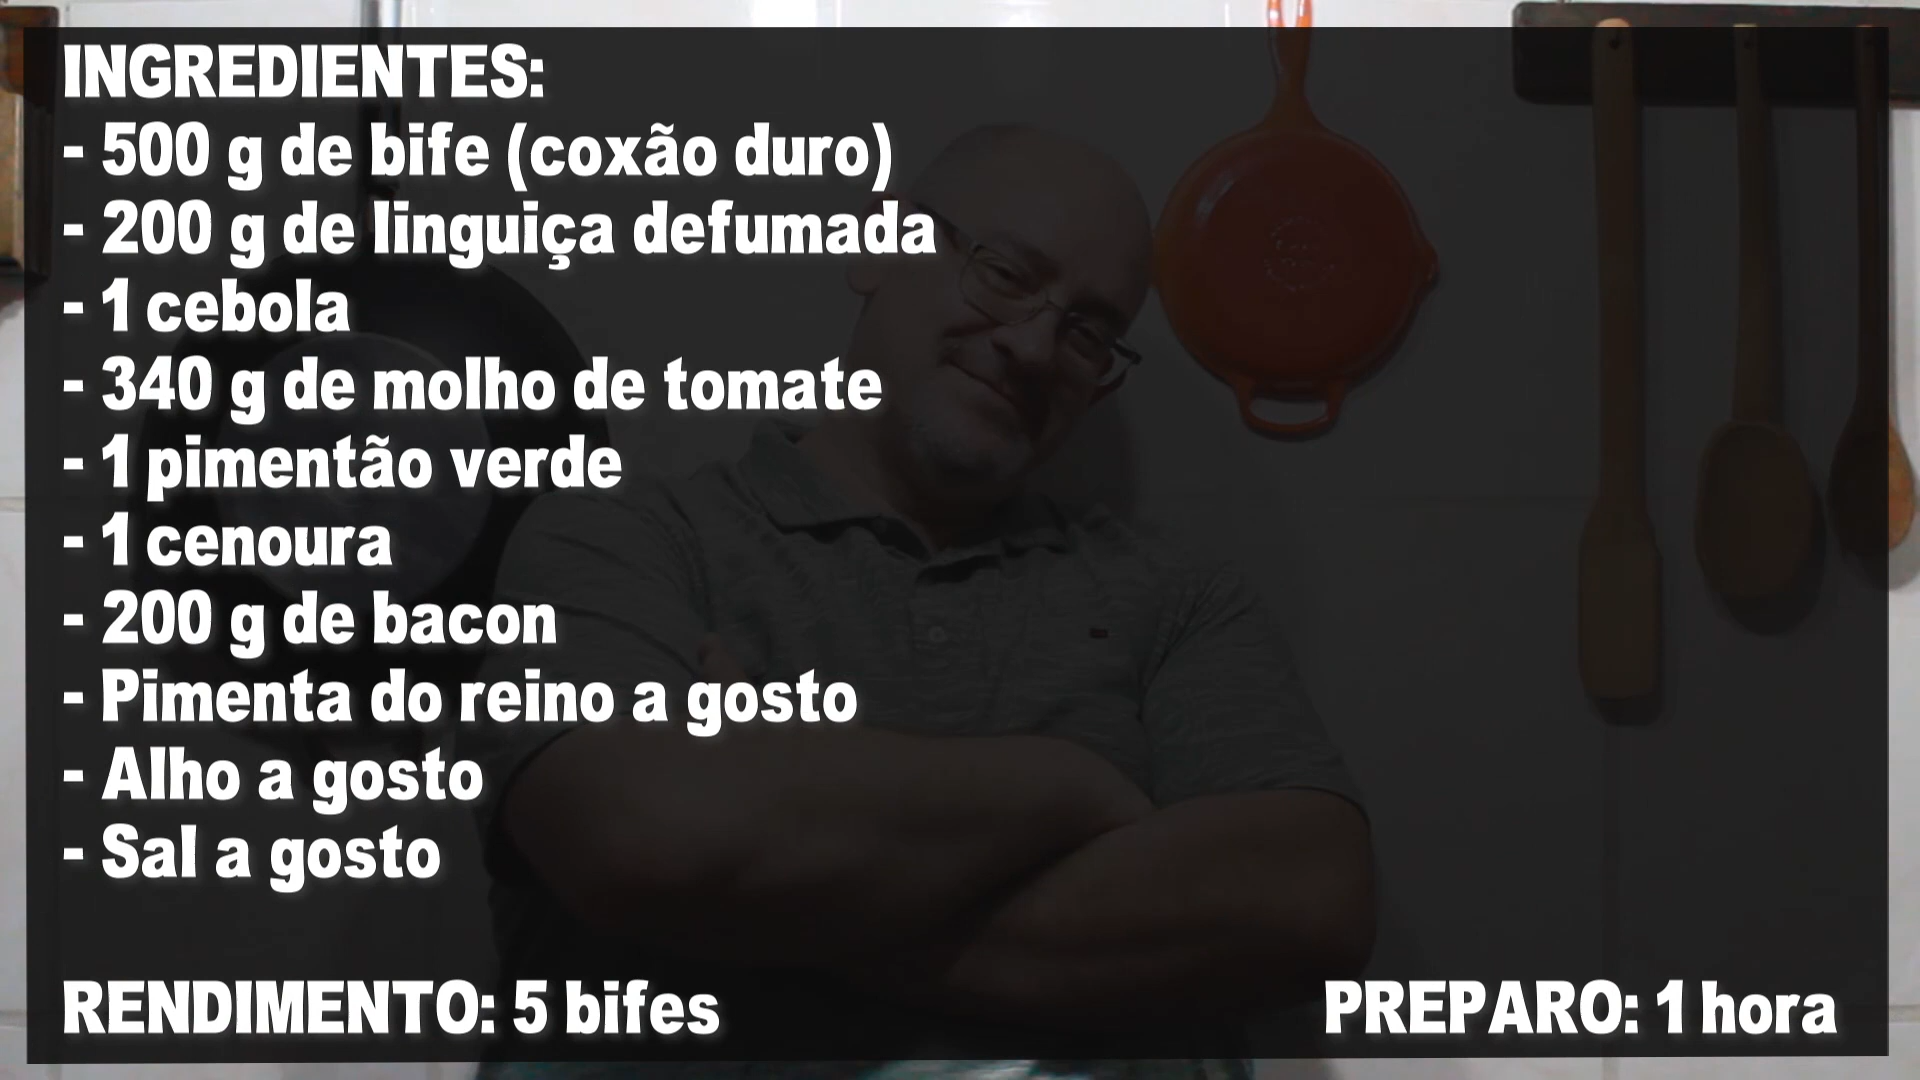 INGREDIENTES:
- 500 g de bife (coxão duro)
- 200 g de linguiça defumada
- 1 cebola
- 340 g de molho de tomate
- 1 pimentão verde
- 1 cenoura
- 200 g de bacon
- Pimenta do reino a gosto
- Alho a gosto
- Sal a gosto
RENDIMENTO: 5 bifes
PREPARO: 1 hora